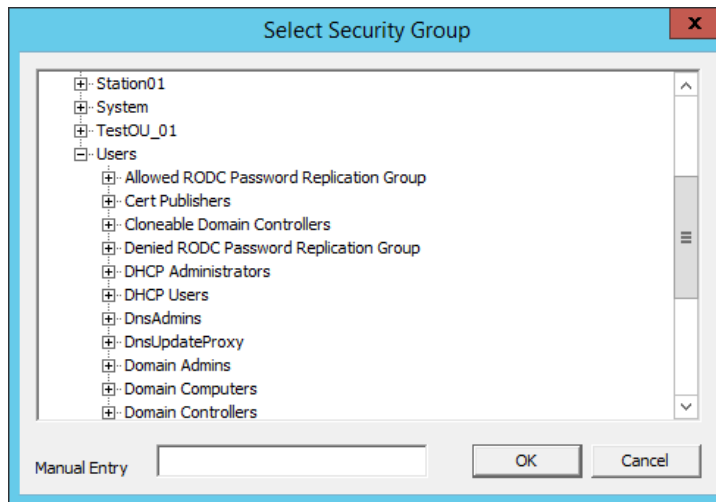 Select Security Group
x
Station01
System
TestOU_01
Users
Allowed RODC Password Replication Group
Cert Publishers
Cloneable Domain Controllers
Denied RODC Password Replication Group
DHCP Administrators
DHCP Users
DnsAdmins
DnsUpdateProxy
Domain Admins
Domain Computers
Domain Controllers
Manual Entry
OK
Cancel